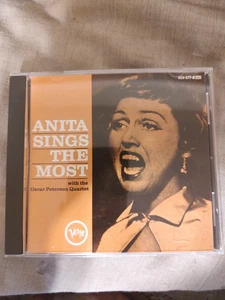 ANITA
SINGS
THE
MOST
with the
Oscar Peterson Quartet
Verve